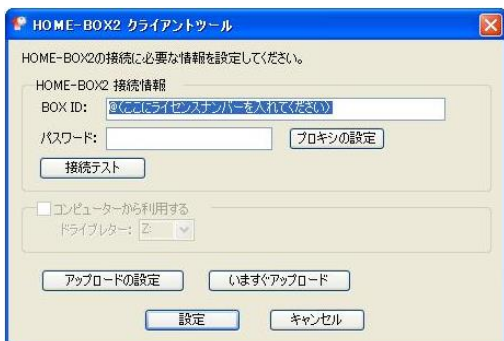 HOME-BOX2 クライアントツール
HOME-BOX2の接続に必要な情報を設定してください。
HOME-BOX2 接続情報
BOX ID: @(ここにライセンスナンバーを入れてください)
パスワード: プロキシの設定
接続テスト
コンピューターから利用する
ドライブレター: Z:
アップロードの設定 いますぐアップロード
設定 キャンセル